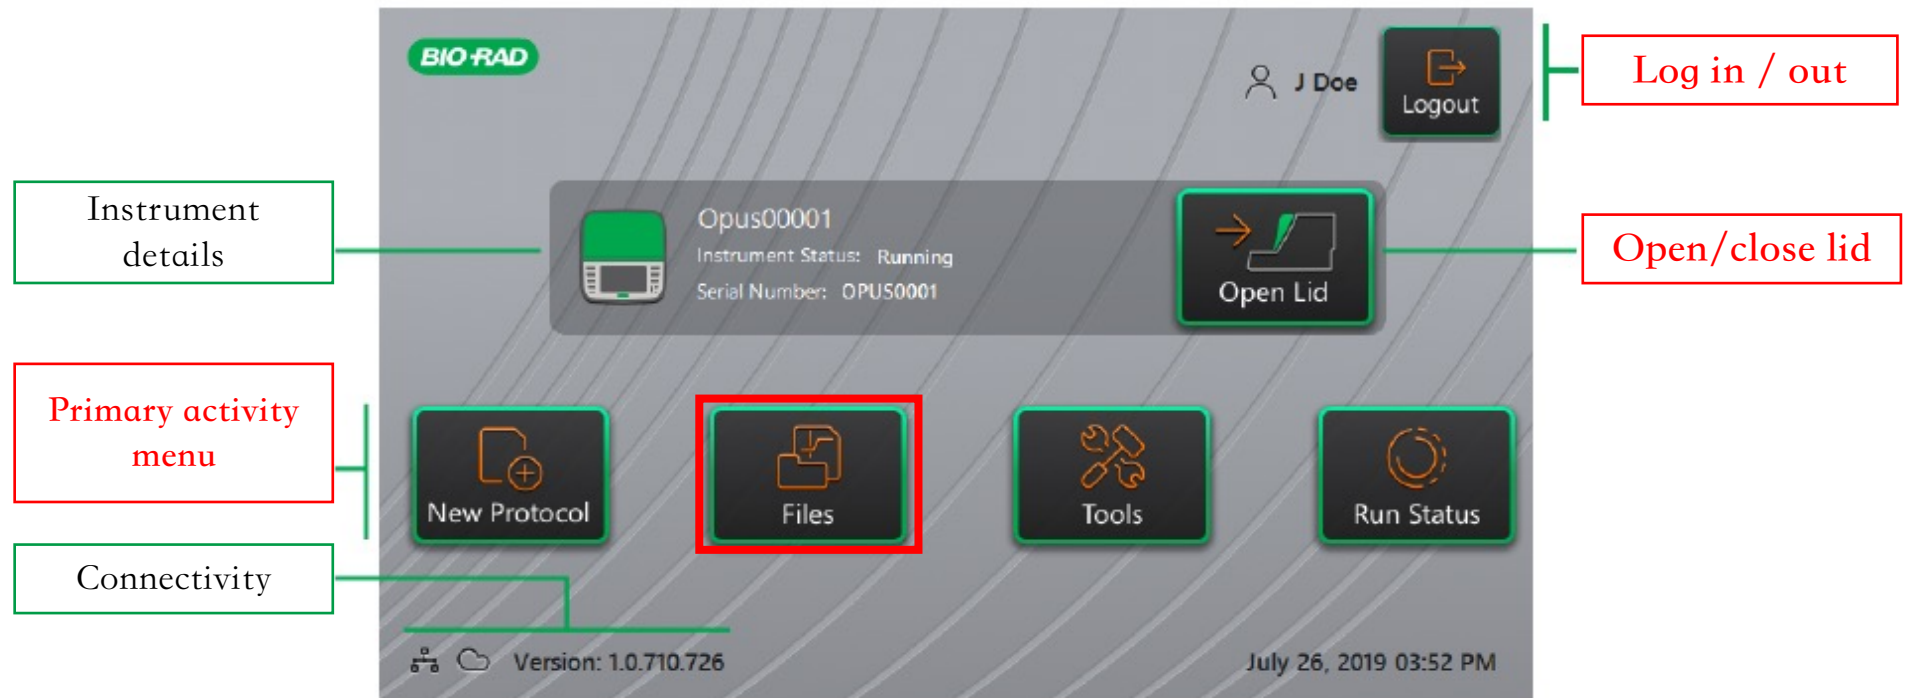 BIO-RAD
J Doe
Logout
Log in / out
Instrument
details
Opus00001
Instrument Status: Running
Serial Number: OPUS0001
Open Lid
Open/close lid
Primary activity
menu
New Protocol
Files
Tools
Run Status
Connectivity
Version: 1.0.710.726
July 26, 2019 03:52 PM